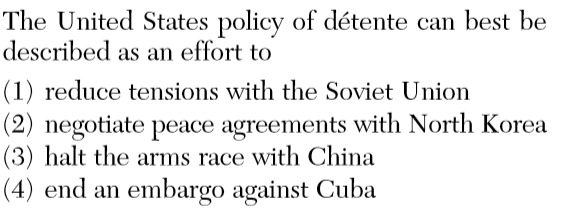 The United States policy of détente can best be
described as an effort to
(1) reduce tensions with the Soviet Union
(2) negotiate peace agreements with North Korea
(3) halt the arms race with China
(4) end an embargo against Cuba